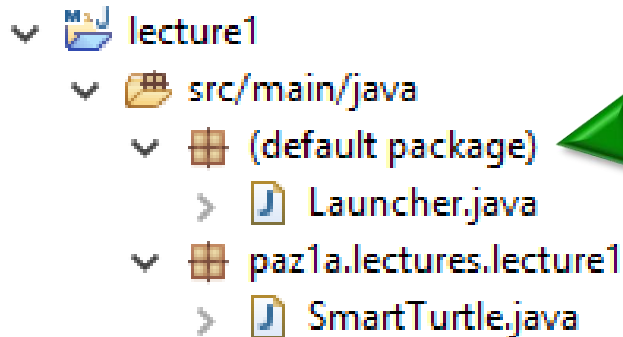 lecture1
src/main/java
(default package)
Launcher.java
paz1a.lectures.lecture1
SmartTurtle.java